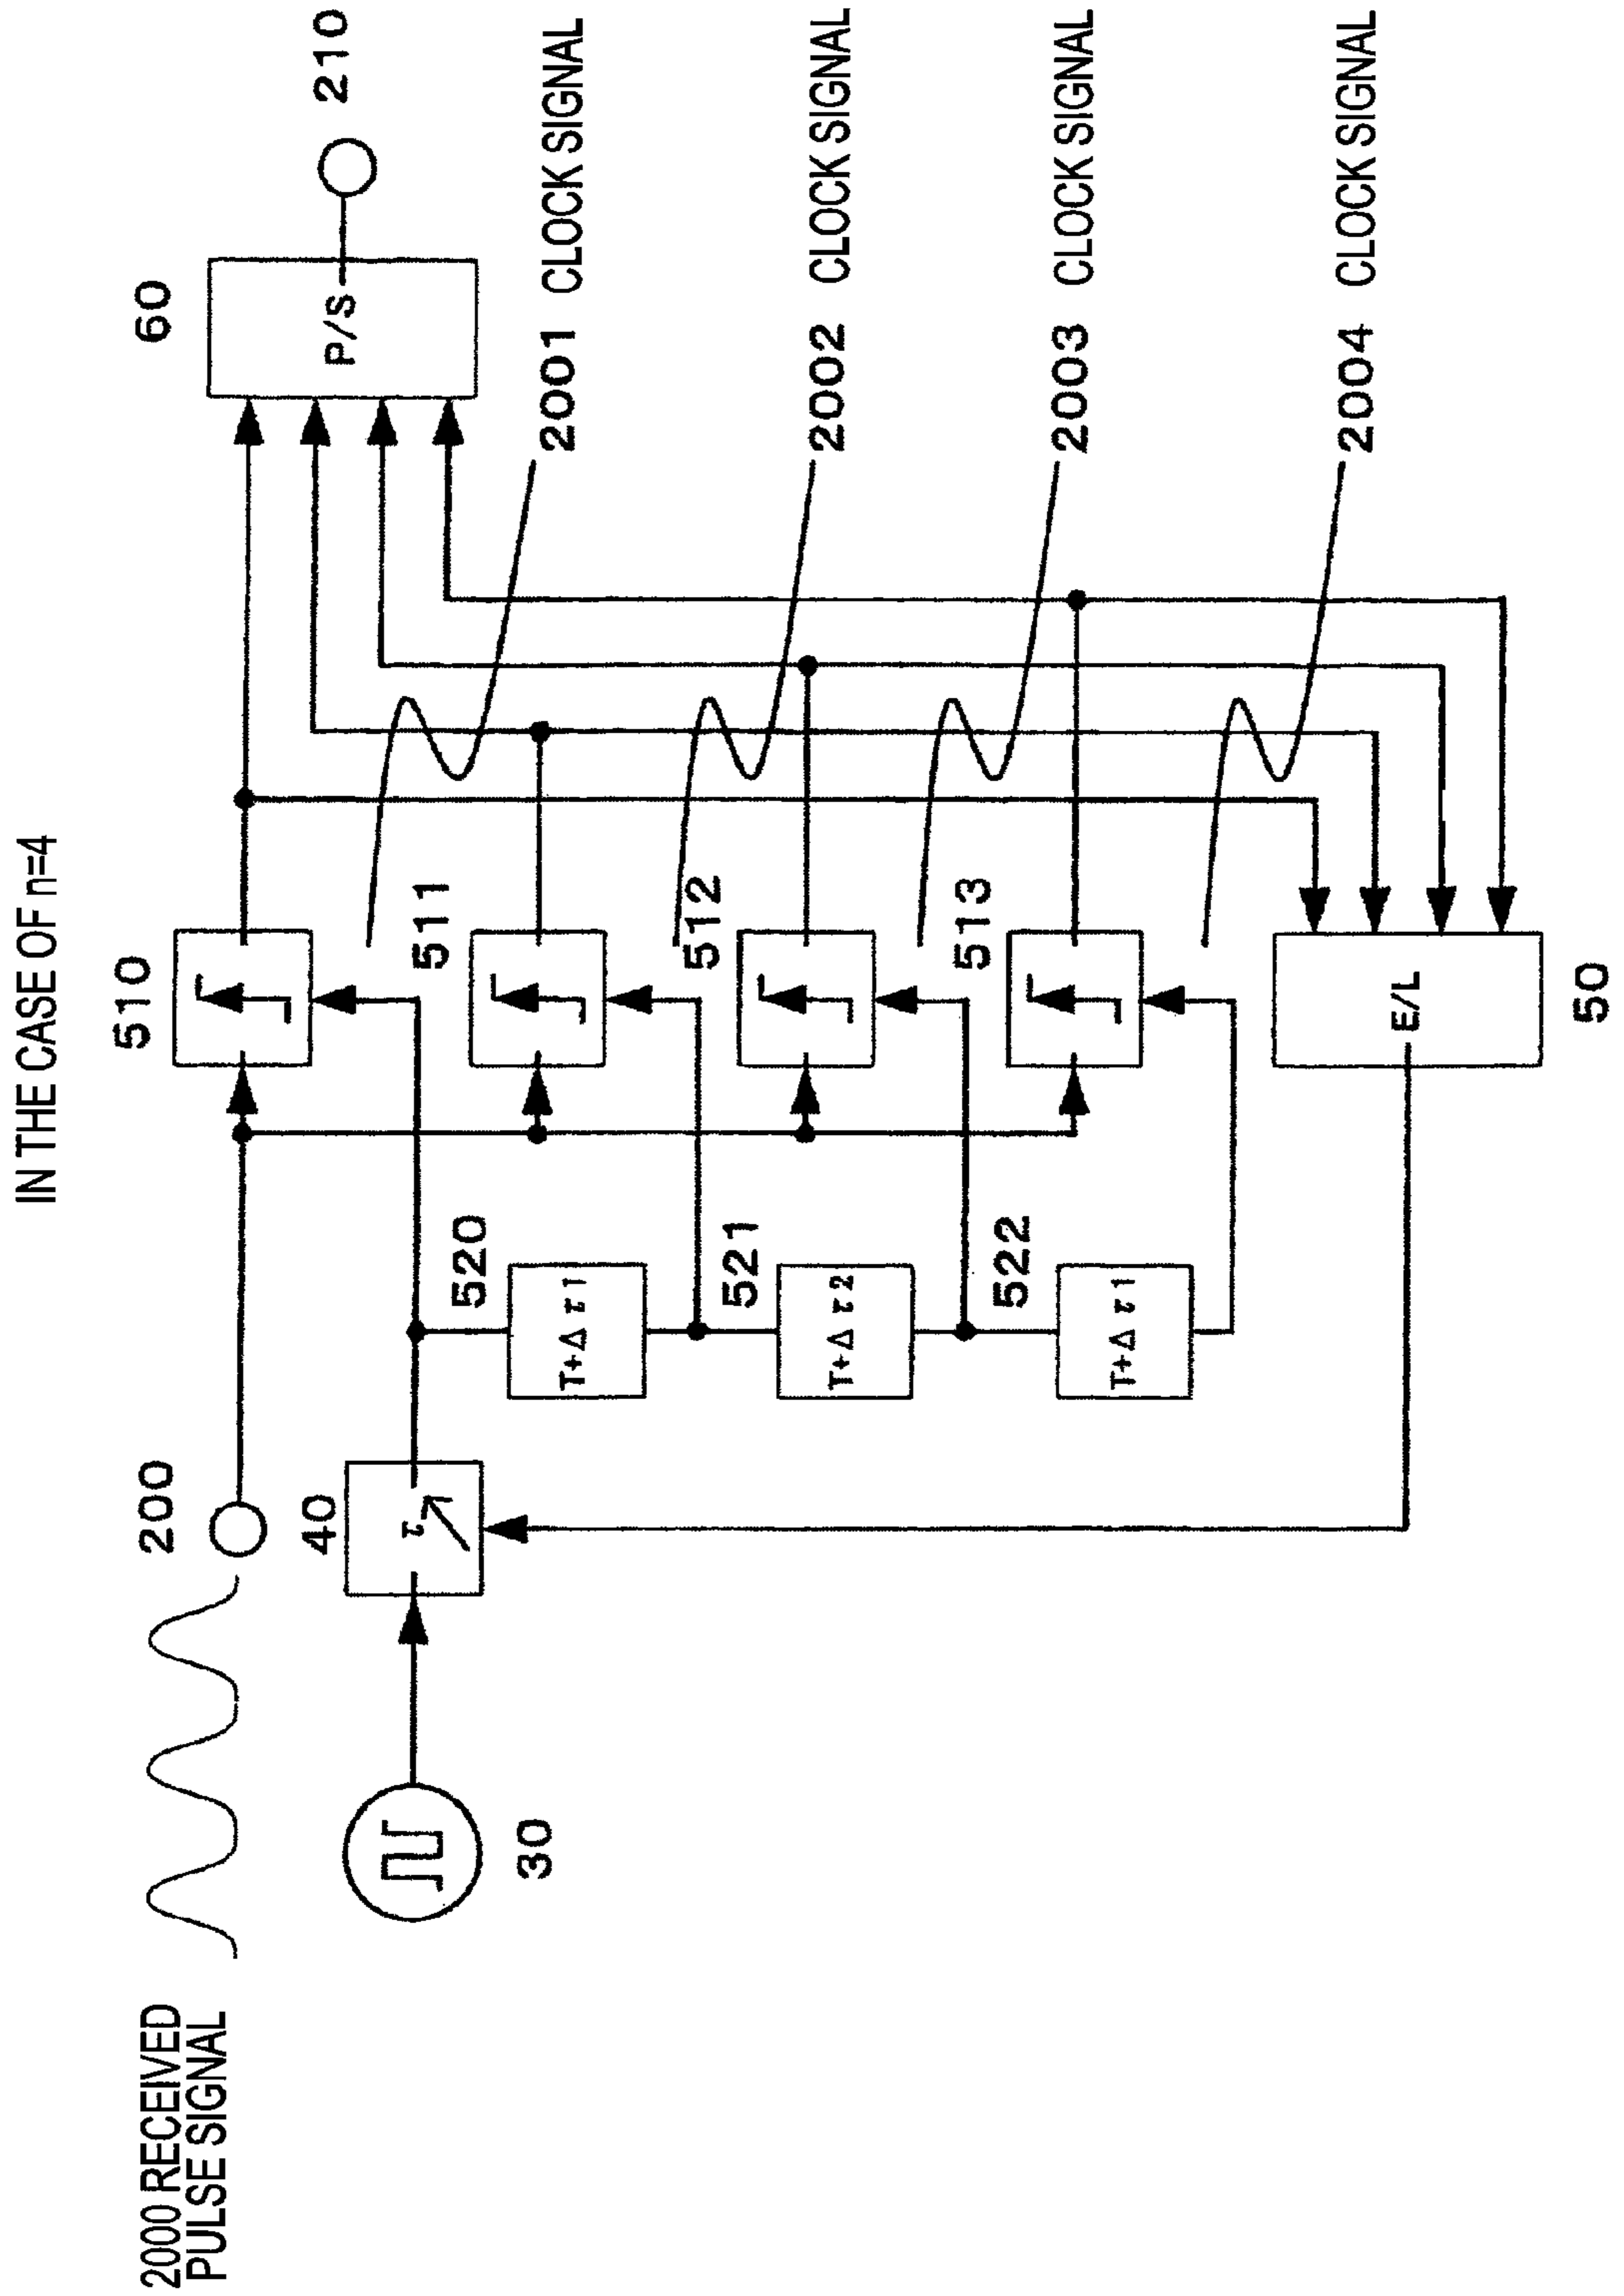 IN THE CASE OF n=4
2000 RECEIVED
PULSE SIGNAL
200
510
60
P/S
210
30
40
τ
520
T+Δτ1
511
2001 CLOCK SIGNAL
521
T+Δτ2
512
2002 CLOCK SIGNAL
522
T+Δτ1
513
2003 CLOCK SIGNAL
2004 CLOCK SIGNAL
E/L
50